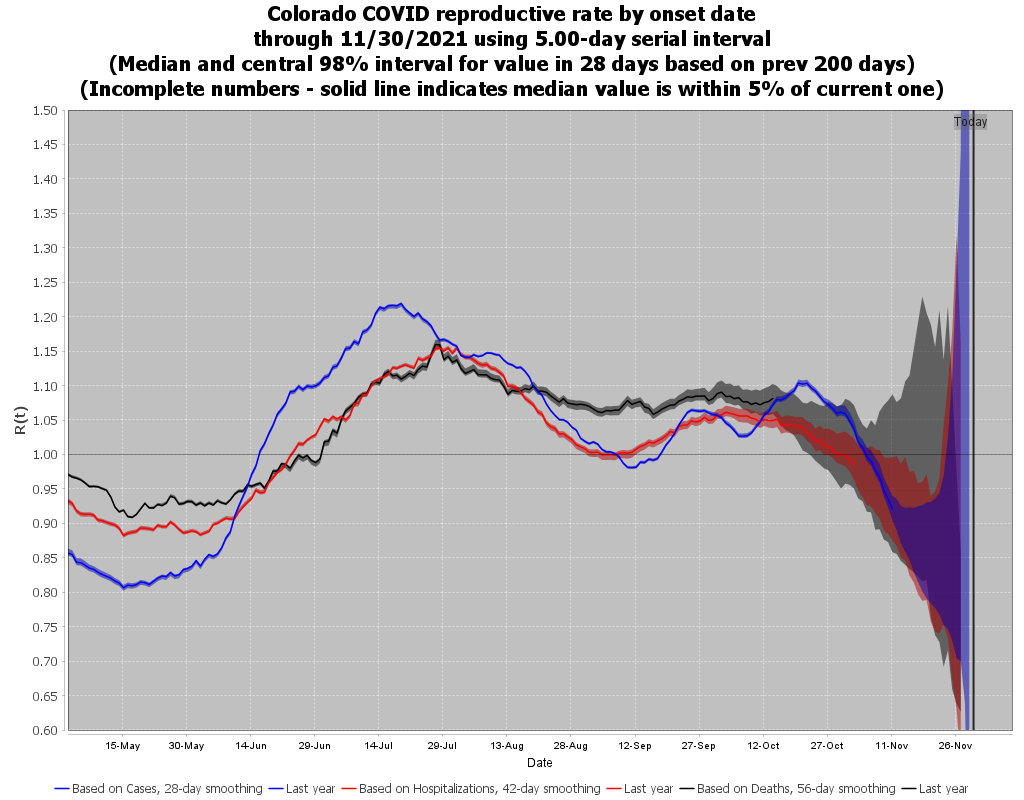 Colorado COVID reproductive rate by onset date
through 11/30/2021 using 5.00-day serial interval
(Median and central 98% interval for value in 28 days based on prev 200 days)
(Incomplete numbers - solid line indicates median value is within 5% of current one)
Today
R(t)
1.50
1.45
1.40
1.35
1.30
1.25
1.20
1.15
1.10
1.05
1.00
0.95
0.90
0.85
0.80
0.75
0.70
0.65
0.60
15-May 30-May 14-Jun 29-Jun 14-Jul 29-Jul 13-Aug 28-Aug 12-Sep 27-Sep 12-Oct 27-Oct 11-Nov 26-Nov
Date
Based on Cases, 28-day smoothing Last year Based on Hospitalizations, 42-day smoothing Last year Based on Deaths, 56-day smoothing Last year